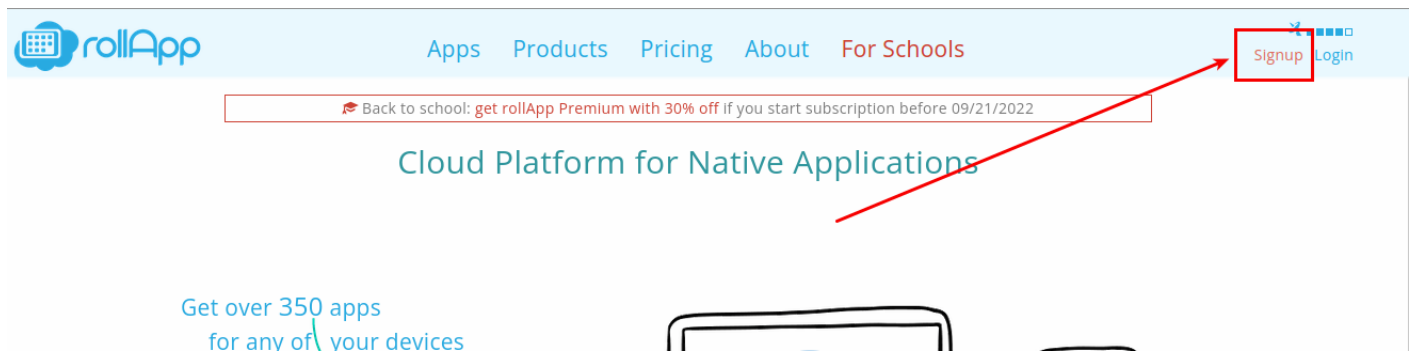 rollApp
Apps Products Pricing About For Schools
Signup Login
Back to school: get rollApp Premium with 30% off if you start subscription before 09/21/2022
Cloud Platform for Native Applications
Get over 350 apps
for any of your devices